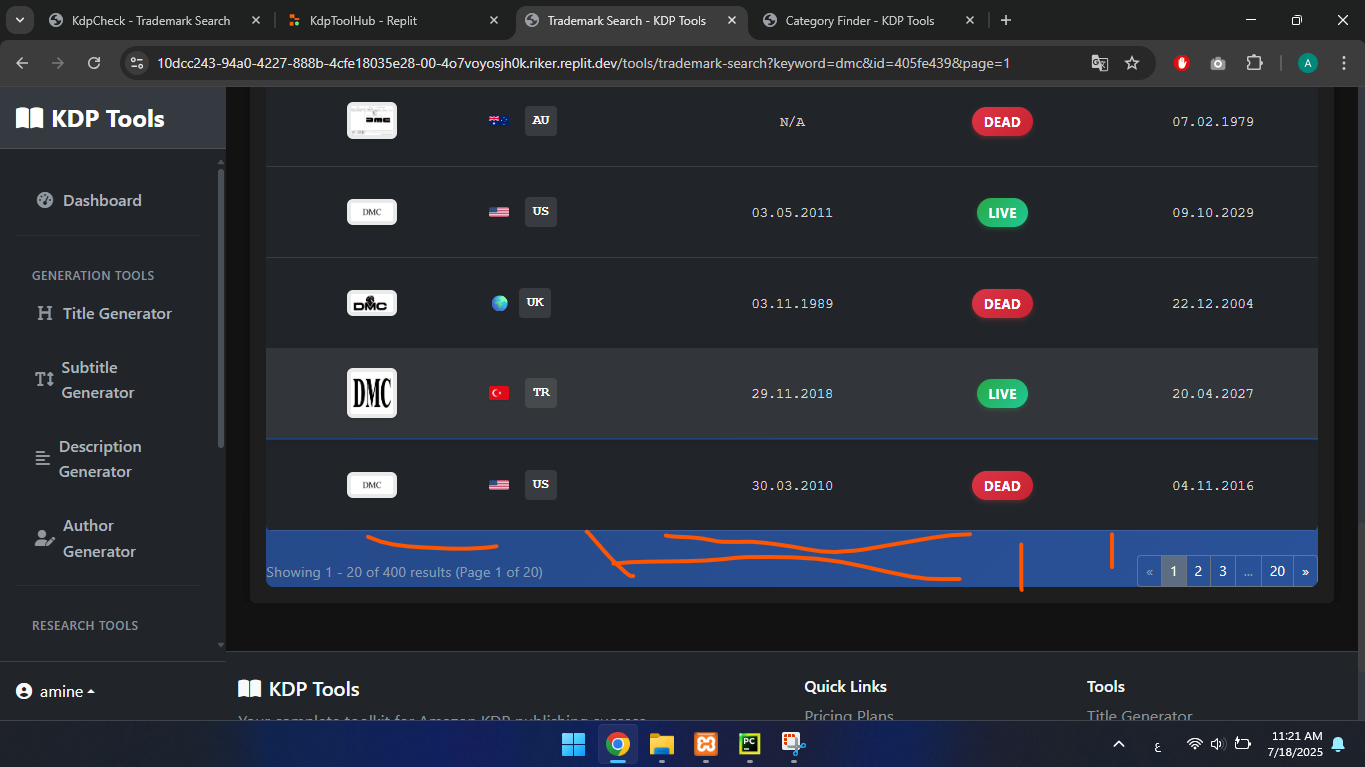 KdpCheck - Trademark Search
KdpToolHub - Replit
Trademark Search - KDP Tools
Category Finder - KDP Tools
10dcc243-94a0-4227-888b-4cfe18035e28-00-4o7voyosjh0k.riker.replit.dev/tools/trademark-search?keyword=dmc&id=405fe439&page=1
A
KDP Tools
Dashboard
GENERATION TOOLS
Title Generator
Subtitle
Generator
Description
Generator
Author
Generator
RESEARCH TOOLS
amine
DMC AU N/A DEAD 07.02.1979
DMC US 03.05.2011 LIVE 09.10.2029
DMC UK 03.11.1989 DEAD 22.12.2004
DMC TR 29.11.2018 LIVE 20.04.2027
DMC US 30.03.2010 DEAD 04.11.2016
Showing 1 - 20 of 400 results (Page 1 of 20)
« 1 2 3 ... 20 »
KDP Tools
Your complete toolkit for Amazon KDP publishing success
Quick Links
Pricing Plans
Tools
Title Generator
PC
ع
11:21 AM
7/18/2025